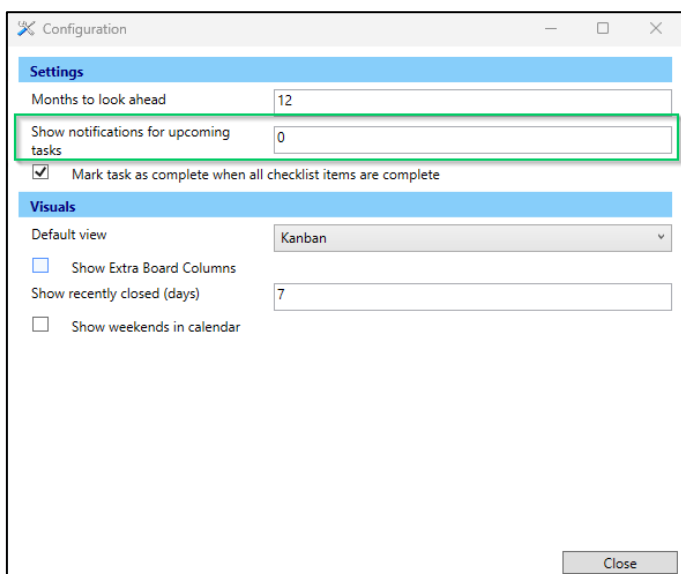 Configuration
Settings
Months to look ahead
12
Show notifications for upcoming
tasks
0
Mark task as complete when all checklist items are complete
Visuals
Default view
Kanban
Show Extra Board Columns
Show recently closed (days)
7
Show weekends in calendar
Close